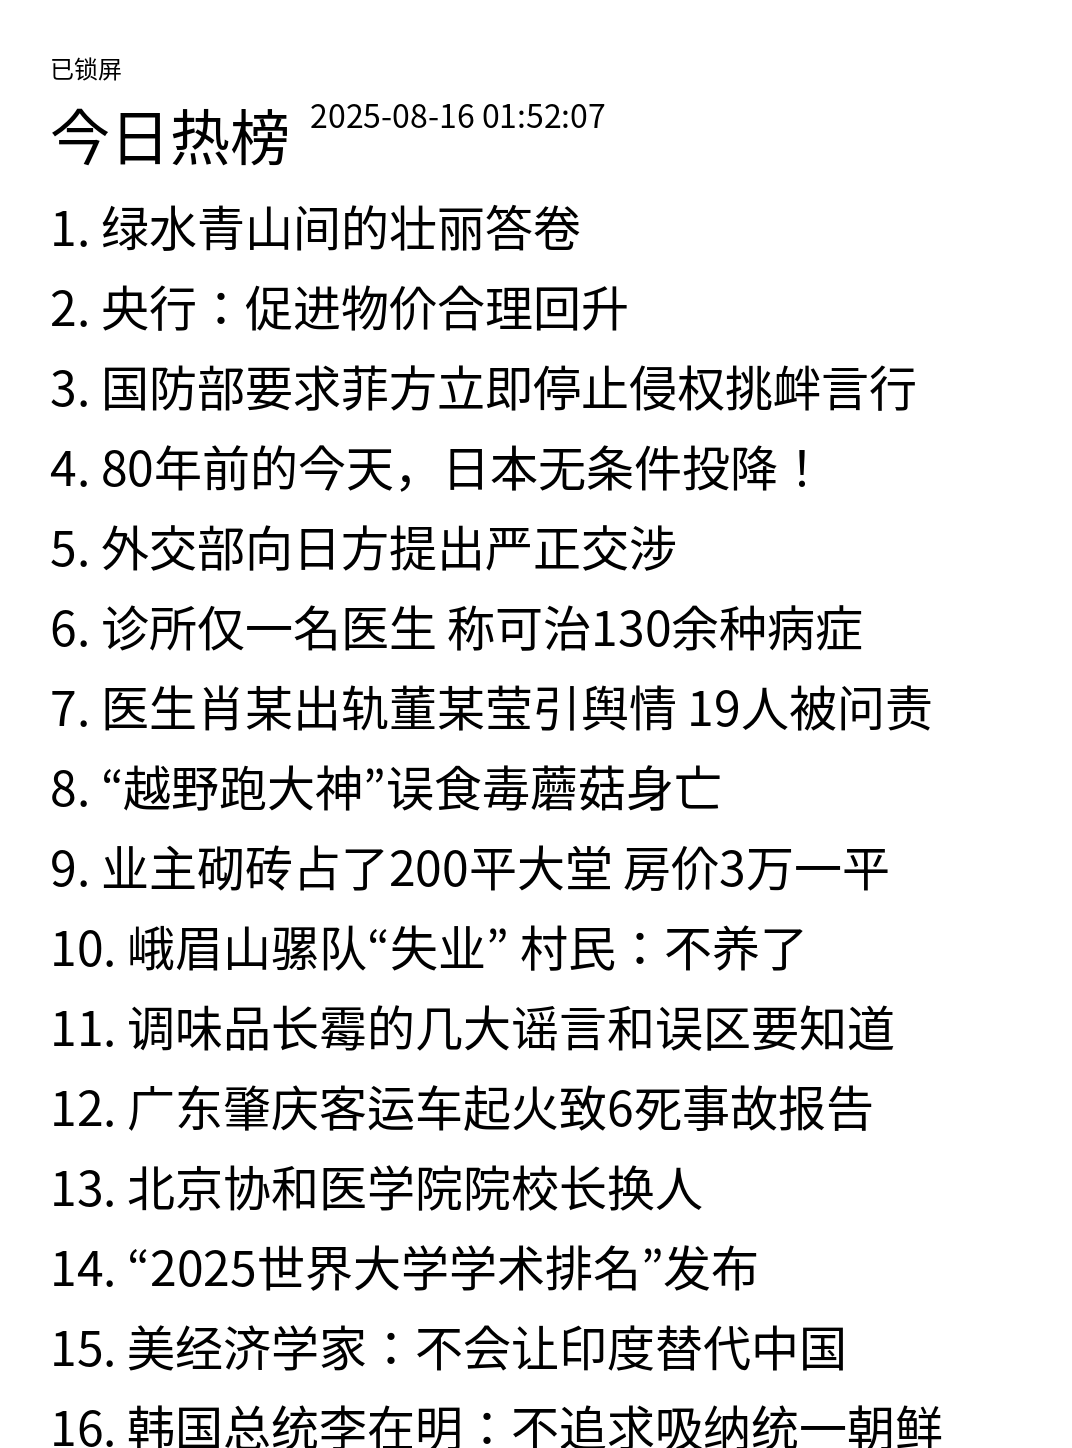 已锁屏
今日热榜 2025-08-16 01:52:07
1. 绿水青山间的壮丽答卷
2. 央行：促进物价合理回升
3. 国防部要求菲方立即停止侵权挑衅言行
4. 80年前的今天，日本无条件投降！
5. 外交部向日方提出严正交涉
6. 诊所仅一名医生 称可治130余种病症
7. 医生肖某出轨董某莹引舆情 19人被问责
8. “越野跑大神”误食毒蘑菇身亡
9. 业主砌砖占了200平大堂 房价3万一平
10. 峨眉山骡队“失业” 村民：不养了
11. 调味品长霉的几大谣言和误区要知道
12. 广东肇庆客运车起火致6死事故报告
13. 北京协和医学院院校长换人
14. “2025世界大学学术排名”发布
15. 美经济学家：不会让印度替代中国
16. 韩国总统李在明：不追求吸纳统一朝鲜